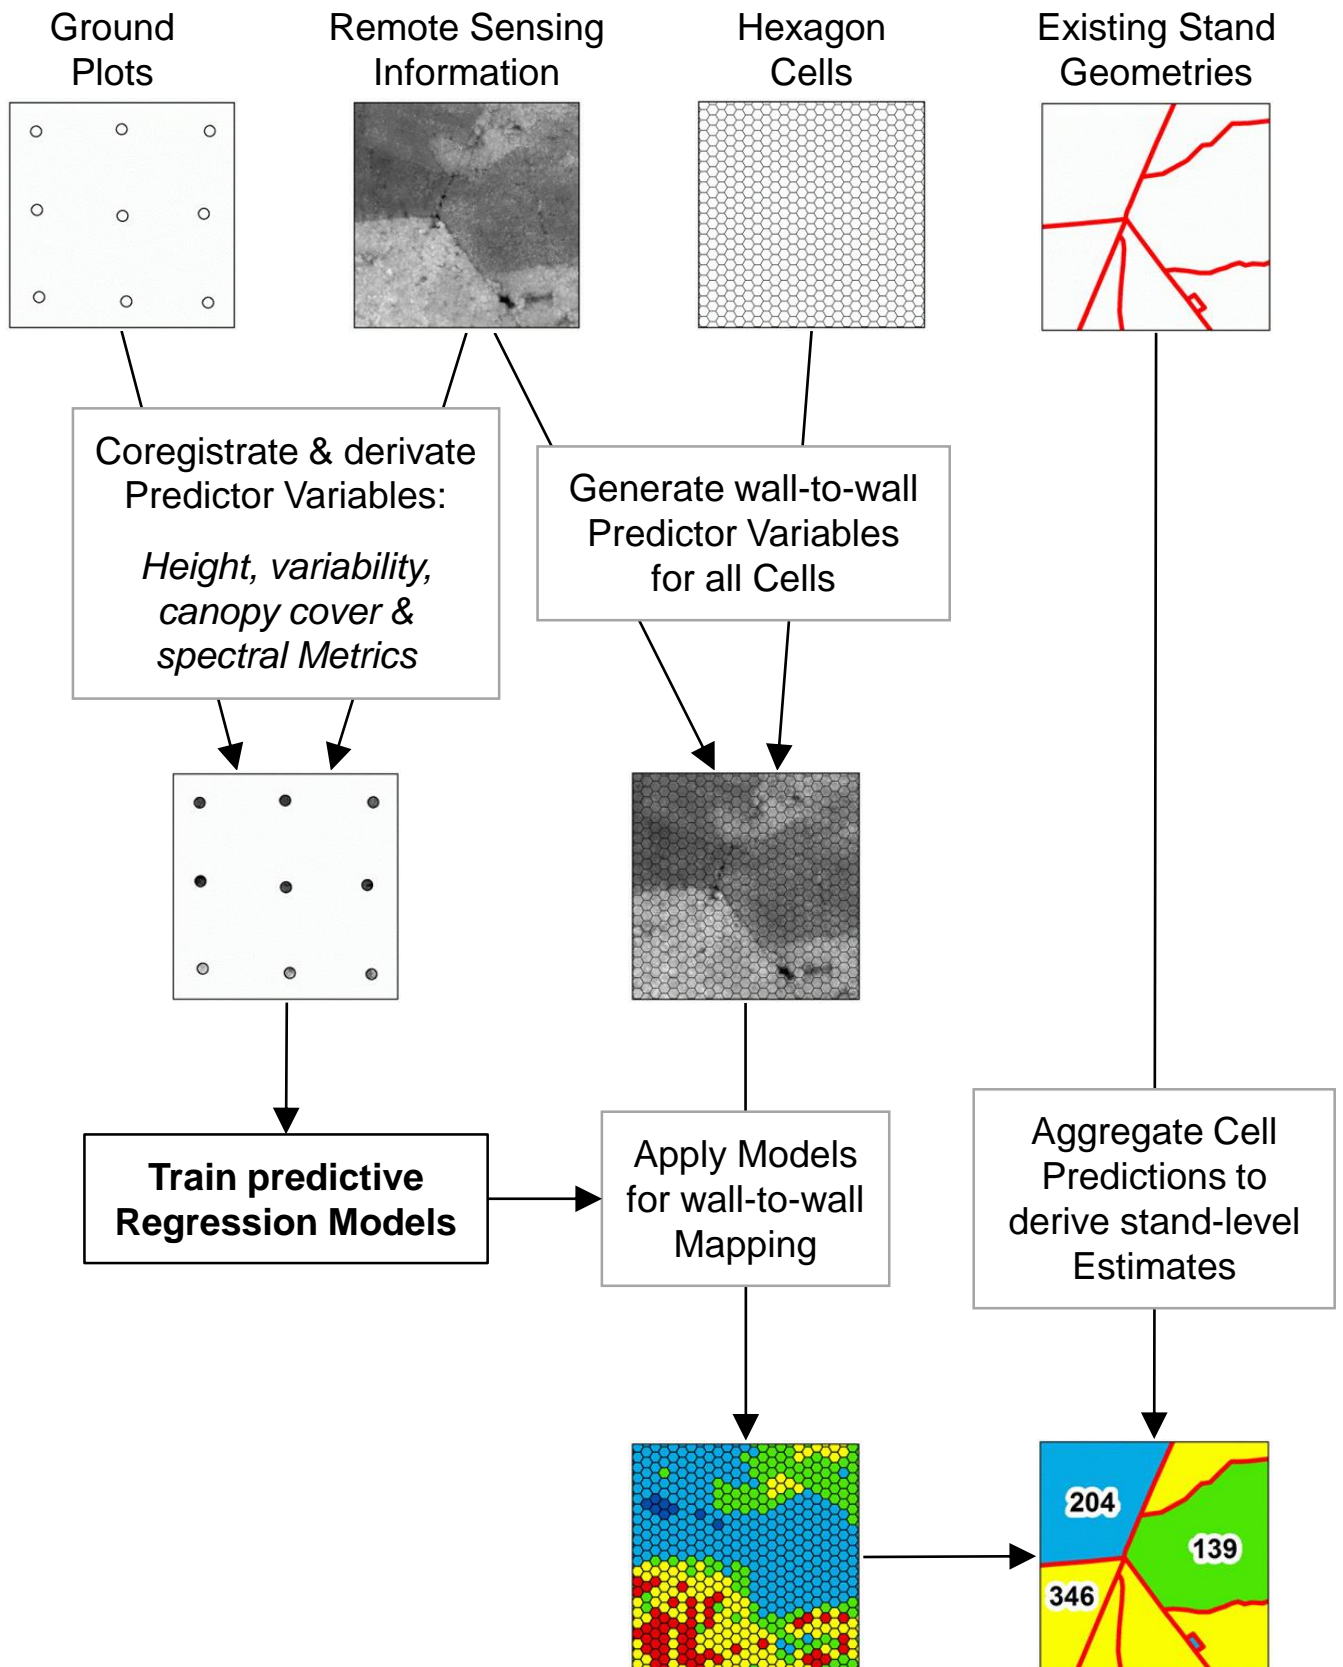 Ground
Plots
Remote Sensing
Information
Hexagon
Cells
Existing Stand
Geometries
Coregistrate & derivate
Predictor Variables:
Height, variability,
canopy cover &
spectral Metrics
Generate wall-to-wall
Predictor Variables
for all Cells
Train predictive
Regression Models
Apply Models
for wall-to-wall
Mapping
Aggregate Cell
Predictions to
derive stand-level
Estimates
204
139
346